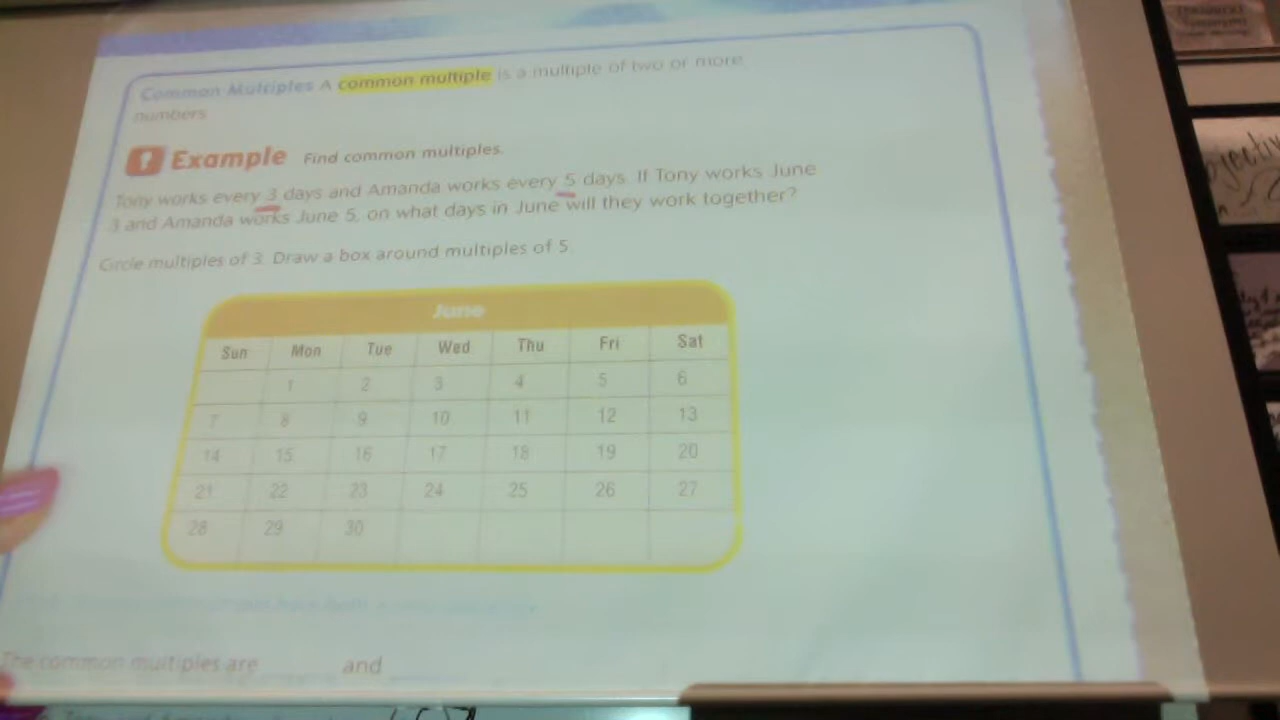 Common Multiples A common multiple is a multiple of two or more
numbers
Example Find common multiples.
Tony works every 3 days and Amanda works every 5 days. If Tony works June
3 and Amanda works June 5, on what days in June will they work together?
Circle multiples of 3. Draw a box around multiples of 5.
June
Sun Mon Tue Wed Thu Fri Sat
1 2 3 4 5 6
7 8 9 10 11 12 13
14 15 16 17 18 19 20
21 22 23 24 25 26 27
28 29 30
The common multiples are and